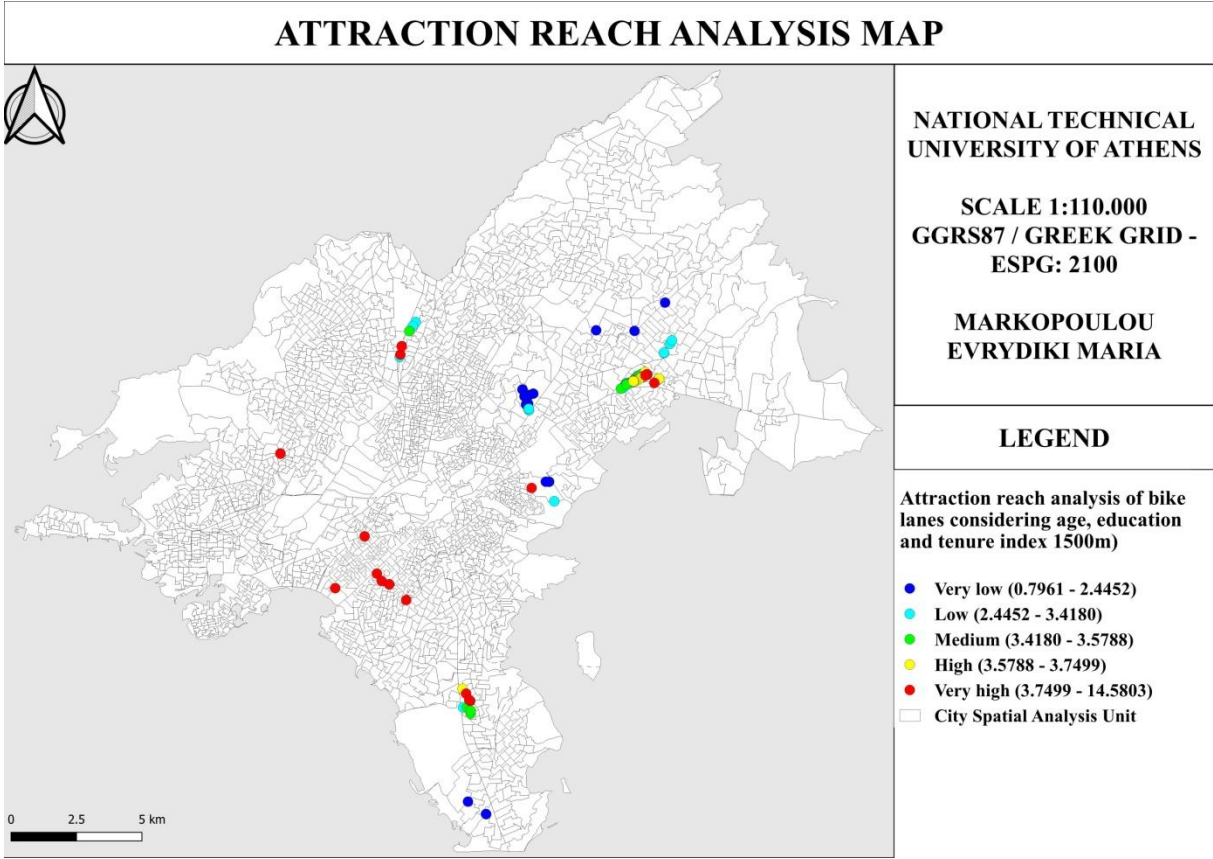 ATTRACTION REACH ANALYSIS MAP
NATIONAL TECHNICAL
UNIVERSITY OF ATHENS
SCALE 1:110.000
GGRS87 / GREEK GRID -
ESPG: 2100
MARKOPOULOU
EVRYDIKI MARIA
LEGEND
Attraction reach analysis of bike
lanes considering age, education
and tenure index 1500m)
Very low (0.7961 - 2.4452)
Low (2.4452 - 3.4180)
Medium (3.4180 - 3.5788)
High (3.5788 - 3.7499)
Very high (3.7499 - 14.5803)
City Spatial Analysis Unit
0 2.5 5 km